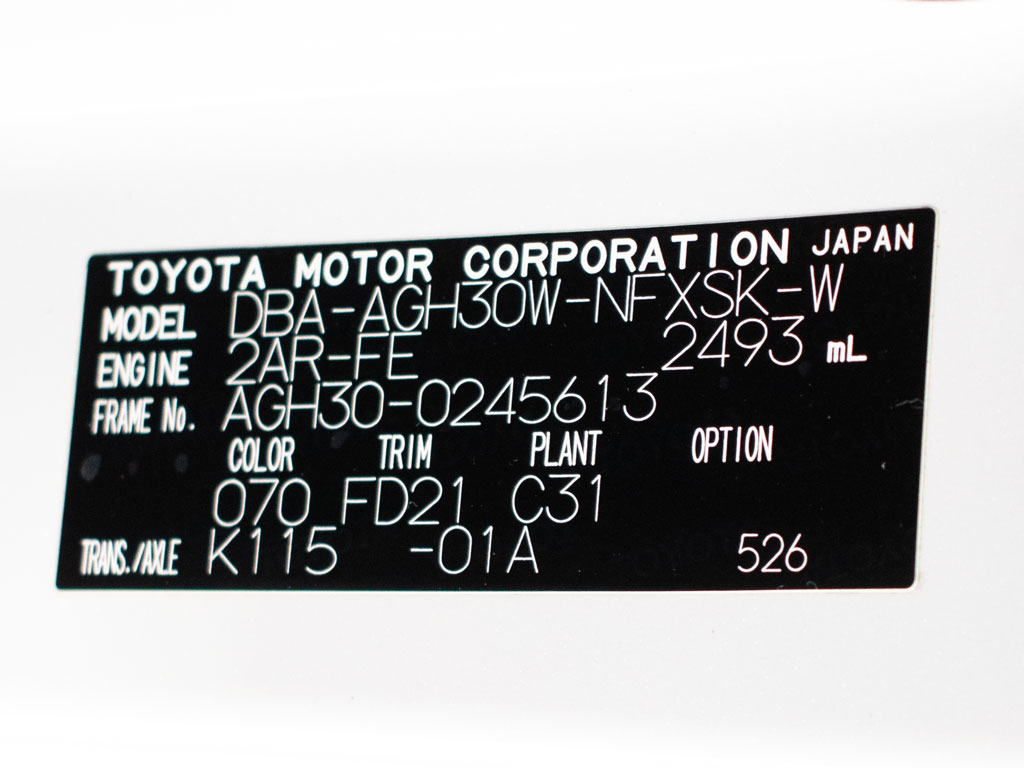 TOYOTA MOTOR CORPORATION JAPAN
MODEL DBA-AGH30W-NFXSK-W
ENGINE 2AR-FE 2493 mL
FRAME No. AGH30-0245613
COLOR TRIM PLANT OPTION
070 FD21 C31
TRANS./AXLE K115 -01A 526